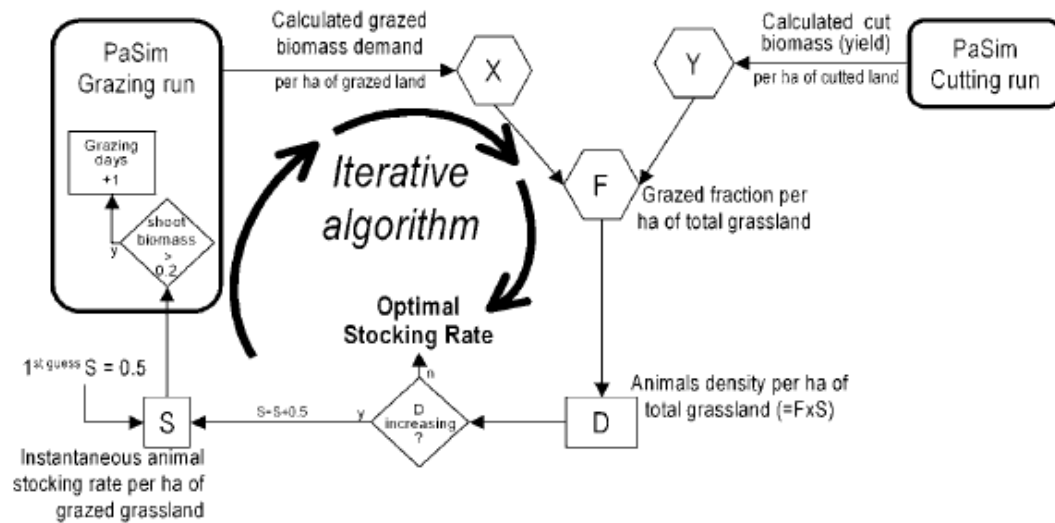 PaSim
Grazing run
Calculated grazed
biomass demand
per ha of grazed land
X
Y
Calculated cut
biomass (yield)
per ha of cutted land
PaSim
Cutting run
Grazing
days
+1
shoot
biomass
>
0.2
y
Iterative
algorithm
F
Grazed fraction per
ha of total grassland
Optimal
Stocking Rate
n
1st guess S = 0.5
S
S=S+0.5
y
D
increasing
?
D
Animals density per ha of
total grassland (=FxS)
Instantaneous animal
stocking rate per ha of
grazed grassland